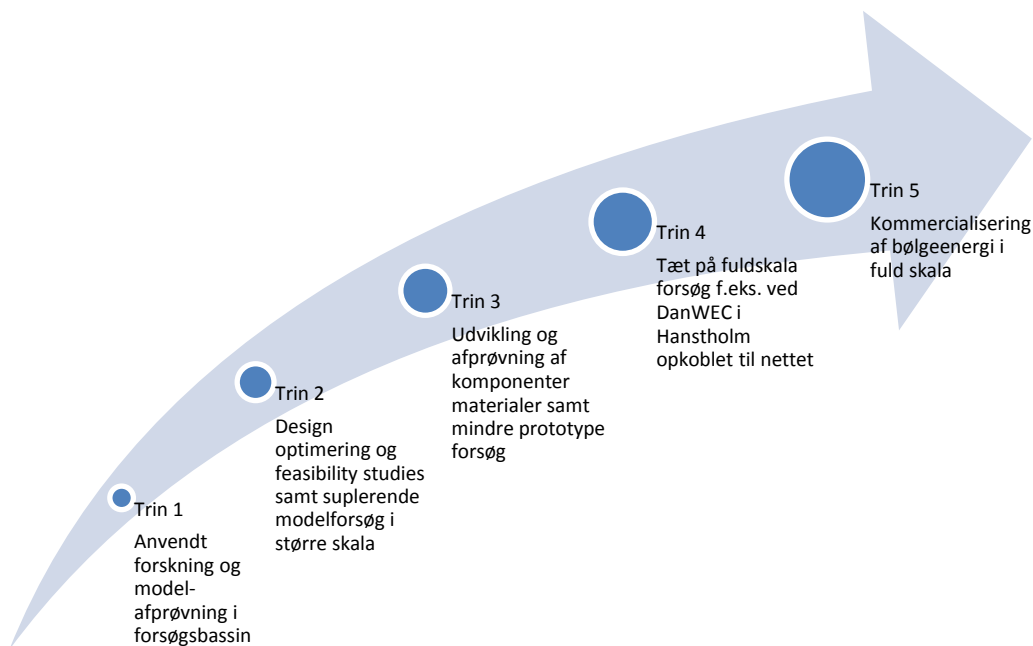 Trin 1
Anvendt
forskning og
model-
afprøvning i
forsøgsbassin
Trin 2
Design
optimering og
feasibility studies
samt suplerende
modelforsøg i
større skala
Trin 3
Udvikling og
afprøvning af
komponenter
materialer samt
mindre prototype
forsøg
Trin 4
Tæt på fuldskala
forsøg f.eks. ved
DanWEC i
Hanstholm
opkoblet til nettet
Trin 5
Kommercialisering
af bølgeenergi i
fuld skala